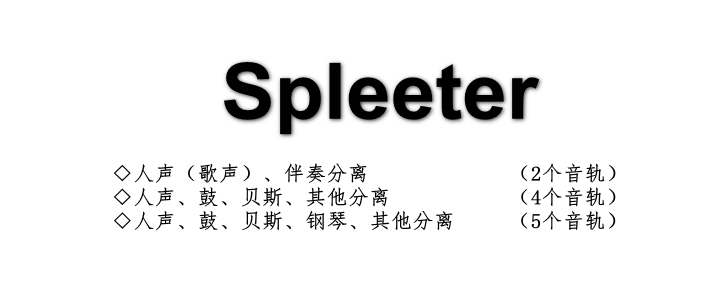 Spleeter
◇人声（歌声）、伴奏分离 （2个音轨）
◇人声、鼓、贝斯、其他分离 （4个音轨）
◇人声、鼓、贝斯、钢琴、其他分离 （5个音轨）